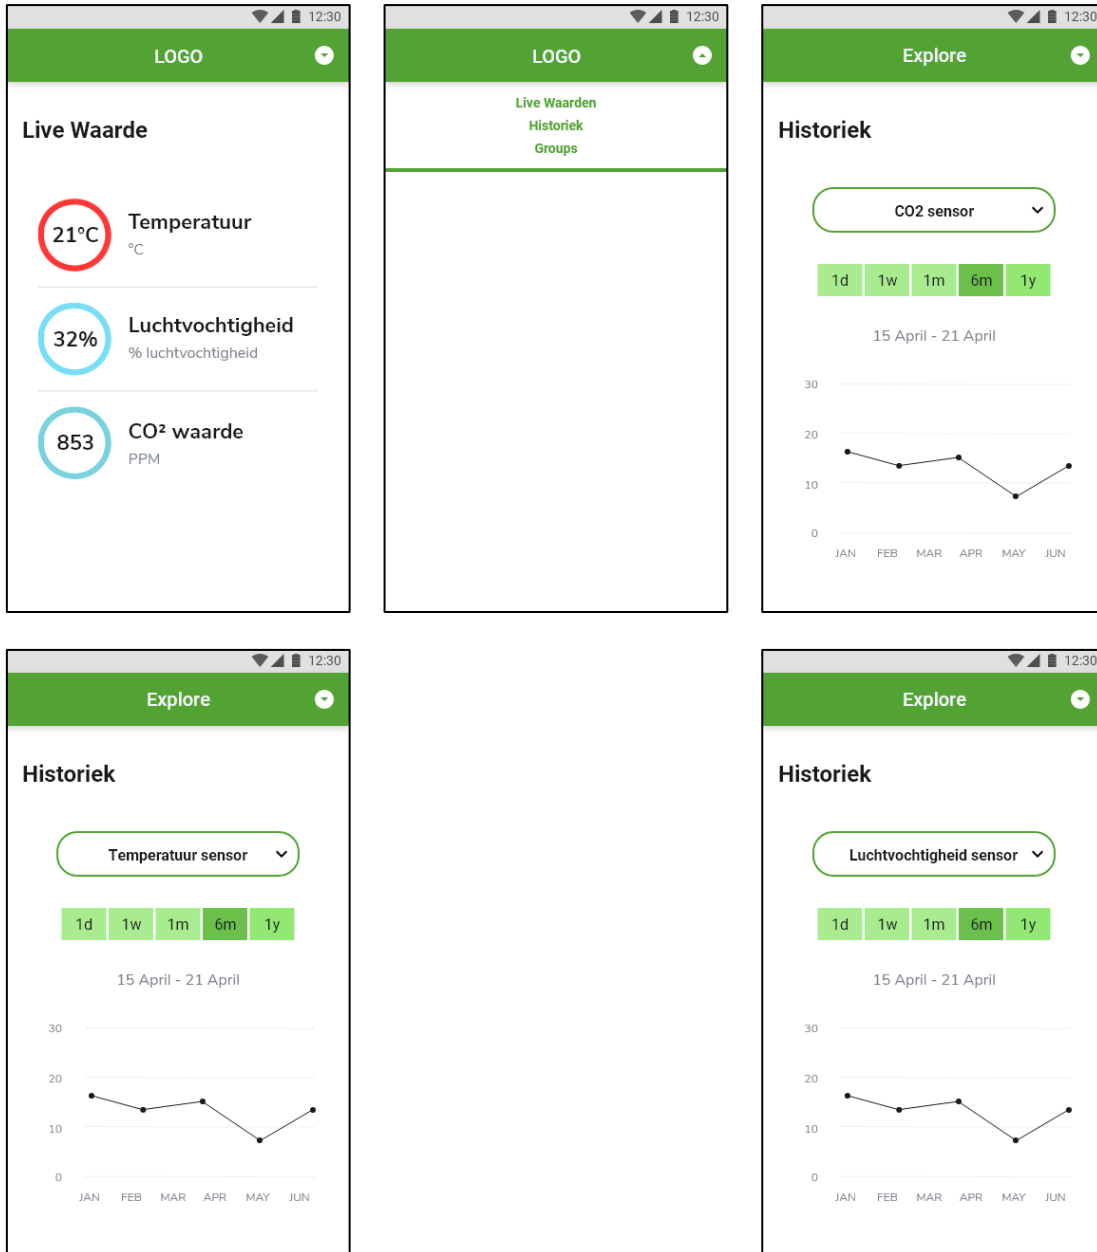 12:30
LOGO
Live Waarde
21°C
Temperatuur
°C
32%
Luchtvochtigheid
% luchtvochtigheid
853
CO² waarde
PPM
12:30
LOGO
Live Waarden
Historiek
Groups
12:30
Explore
Historiek
CO2 sensor
1d 1w 1m 6m 1y
15 April - 21 April
30
20
10
0
JAN FEB MAR APR MAY JUN
12:30
Explore
Historiek
Temperatuur sensor
1d 1w 1m 6m 1y
15 April - 21 April
30
20
10
0
JAN FEB MAR APR MAY JUN
12:30
Explore
Historiek
Luchtvochtigheid sensor
1d 1w 1m 6m 1y
15 April - 21 April
30
20
10
0
JAN FEB MAR APR MAY JUN